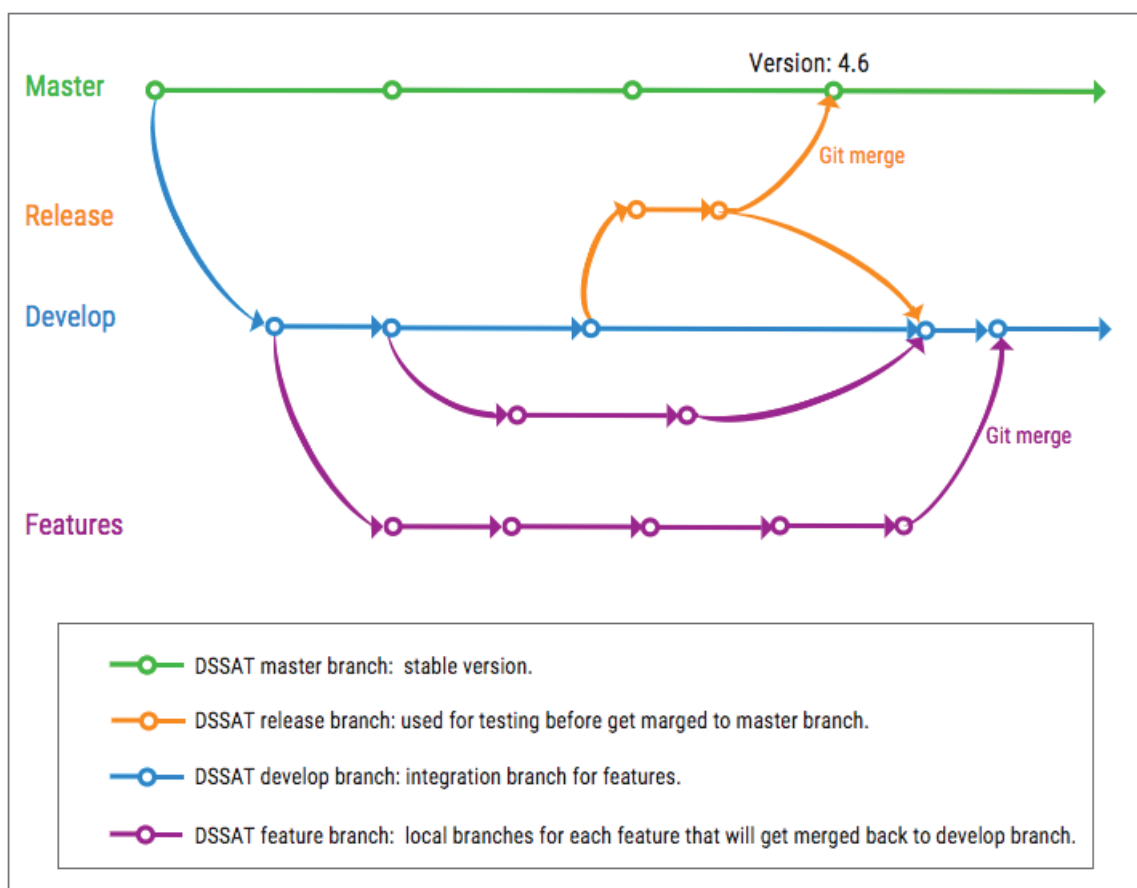 Version: 4.6
Master
Git merge
Release
Develop
Git merge
Features
DSSAT master branch: stable version.
DSSAT release branch: used for testing before get marged to master branch.
DSSAT develop branch: integration branch for features.
DSSAT feature branch: local branches for each feature that will get merged back to develop branch.